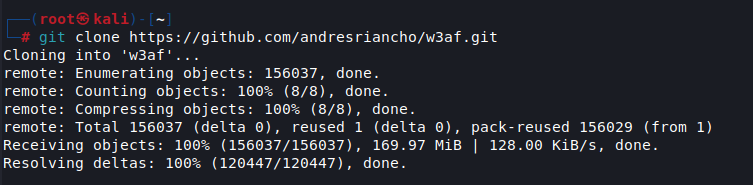 ┌──(root㉿kali)-[~]
└─# git clone https://github.com/andresriancho/w3af.git
Cloning into 'w3af'...
remote: Enumerating objects: 156037, done.
remote: Counting objects: 100% (8/8), done.
remote: Compressing objects: 100% (8/8), done.
remote: Total 156037 (delta 0), reused 1 (delta 0), pack-reused 156029 (from 1)
Receiving objects: 100% (156037/156037), 169.97 MiB | 128.00 KiB/s, done.
Resolving deltas: 100% (120447/120447), done.